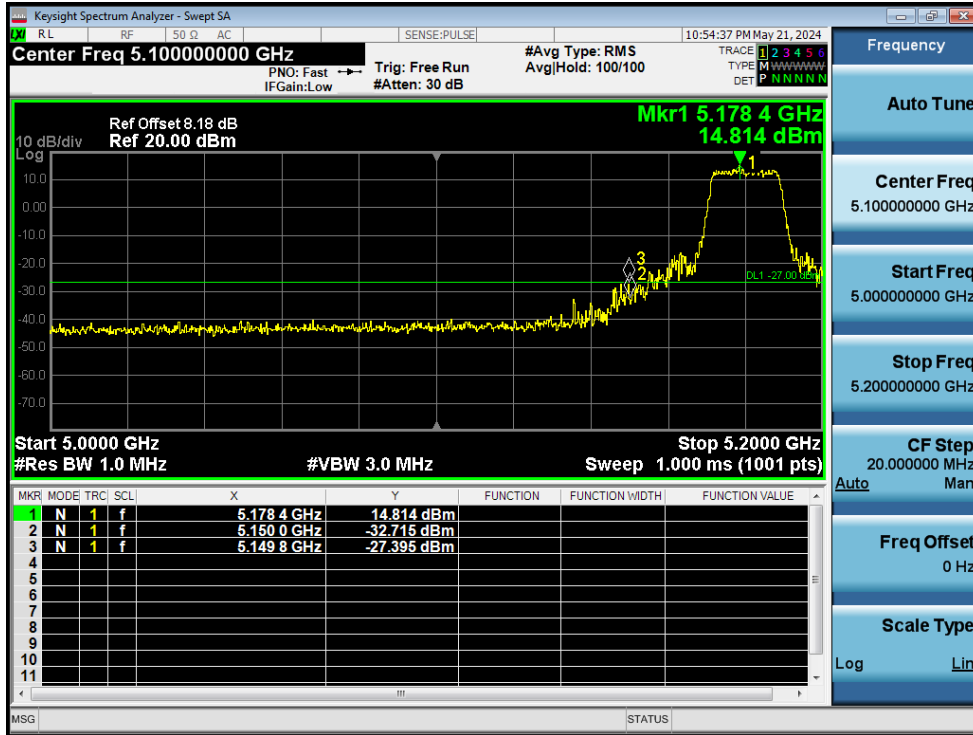 Keysight Spectrum Analyzer - Swept SA
LXI RL RF 50 Ω AC SENSE:PULSE 10:54:37 PM May 21, 2024
Center Freq 5.100000000 GHz
PNO: Fast
IFGain:Low
Trig: Free Run
#Atten: 30 dB
#Avg Type: RMS
Avg|Hold: 100/100
TRACE 1 2 3 4 5 6
TYPE M W W W W W
DET P N N N N N
Mkr1 5.178 4 GHz
14.814 dBm
Ref Offset 8.18 dB
10 dB/div Ref 20.00 dBm
Log
10.0
0.00
-10.0
-20.0
-30.0
-40.0
-50.0
-60.0
-70.0
1
3
2
DL1 -27.00 dBm
Start 5.0000 GHz Stop 5.2000 GHz
#Res BW 1.0 MHz #VBW 3.0 MHz Sweep 1.000 ms (1001 pts)
MKR MODE TRC SCL X Y FUNCTION FUNCTION WIDTH FUNCTION VALUE
1 N 1 f 5.178 4 GHz 14.814 dBm
2 N 1 f 5.150 0 GHz -32.715 dBm
3 N 1 f 5.149 8 GHz -27.395 dBm
4
5
6
7
8
9
10
11
MSG STATUS
Frequency
Auto Tune
Center Freq
5.100000000 GHz
Start Freq
5.000000000 GHz
Stop Freq
5.200000000 GHz
CF Step
20.000000 MHz
Auto Man
Freq Offset
0 Hz
Scale Type
Log Lin